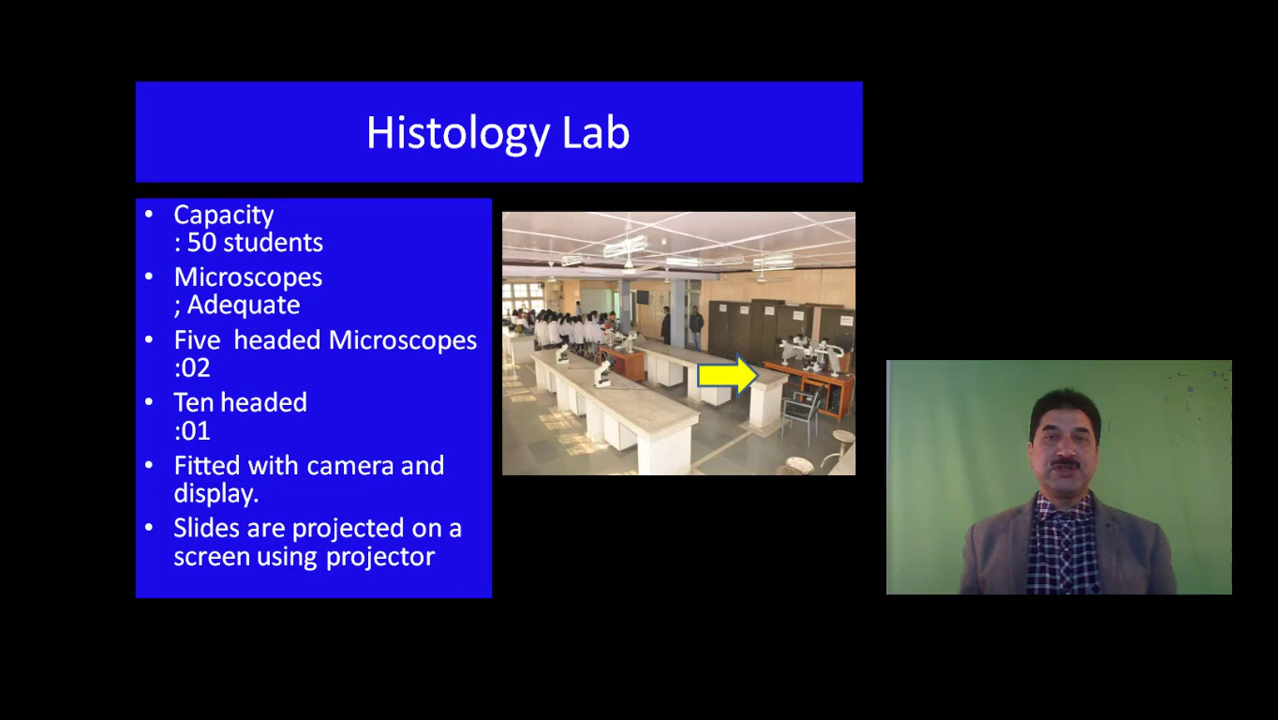 Histology Lab
• Capacity
: 50 students
• Microscopes
; Adequate
• Five headed Microscopes
:02
• Ten headed
:01
• Fitted with camera and
display.
• Slides are projected on a
screen using projector